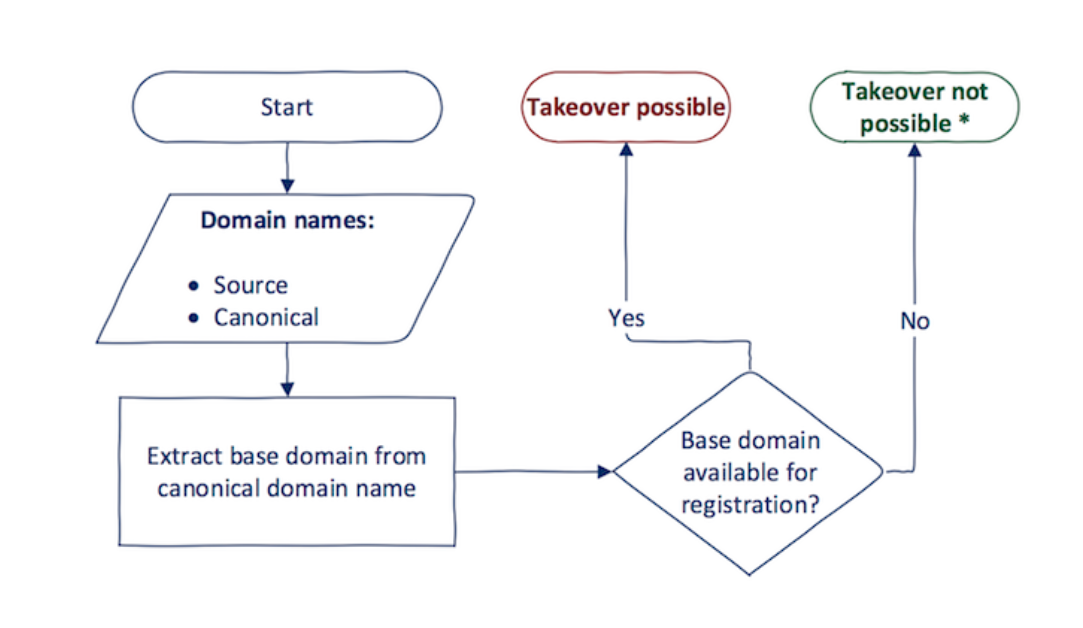 Start
Takeover possible
Takeover not
possible *
Domain names:
• Source
• Canonical
Yes
No
Extract base domain from
canonical domain name
Base domain
available for
registration?